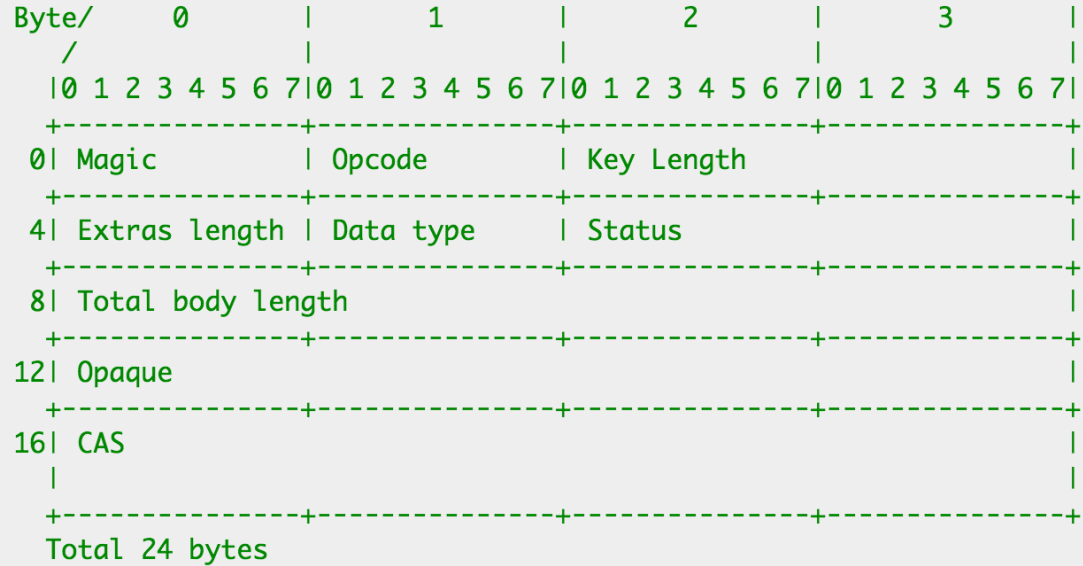 Byte/     0       |       1       |       2       |       3       |
   /              |               |               |               |
  |0 1 2 3 4 5 6 7|0 1 2 3 4 5 6 7|0 1 2 3 4 5 6 7|0 1 2 3 4 5 6 7|
  +---------------+---------------+---------------+---------------+
 0| Magic         | Opcode        | Key Length                    |
  +---------------+---------------+---------------+---------------+
 4| Extras length | Data type     | Status                        |
  +---------------+---------------+---------------+---------------+
 8| Total body length                                             |
  +---------------+---------------+---------------+---------------+
12| Opaque                                                        |
  +---------------+---------------+---------------+---------------+
16| CAS                                                           |
  |                                                               |
  +---------------+---------------+---------------+---------------+
  Total 24 bytes